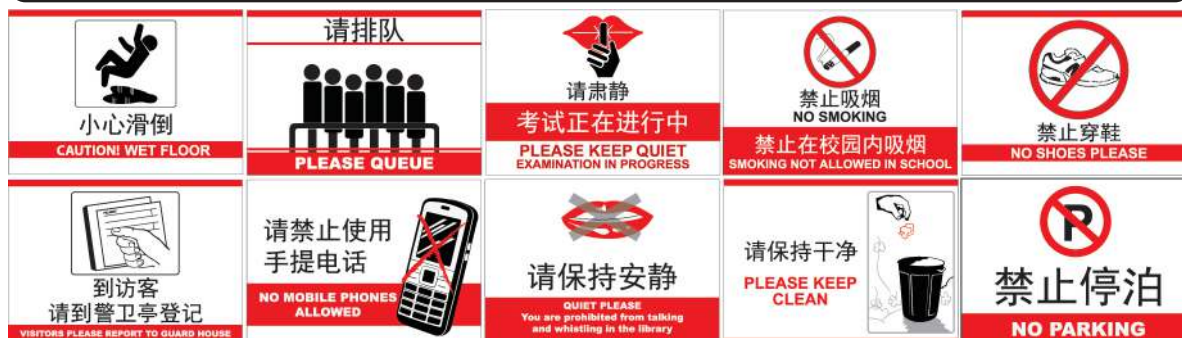 小心滑倒
CAUTION! WET FLOOR
请排队
PLEASE QUEUE
请肃静
考试正在进行中
PLEASE KEEP QUIET
EXAMINATION IN PROGRESS
禁止吸烟
NO SMOKING
禁止在校园内吸烟
SMOKING NOT ALLOWED IN SCHOOL
禁止穿鞋
NO SHOES PLEASE
到访客
请到警卫亭登记
VISITORS PLEASE REPORT TO GUARD HOUSE
请禁止使用
手提电话
NO MOBILE PHONES
ALLOWED
请保持安静
QUIET PLEASE
You are prohibited from talking
and whistling in the library
请保持干净
PLEASE KEEP
CLEAN
P
禁止停泊
NO PARKING